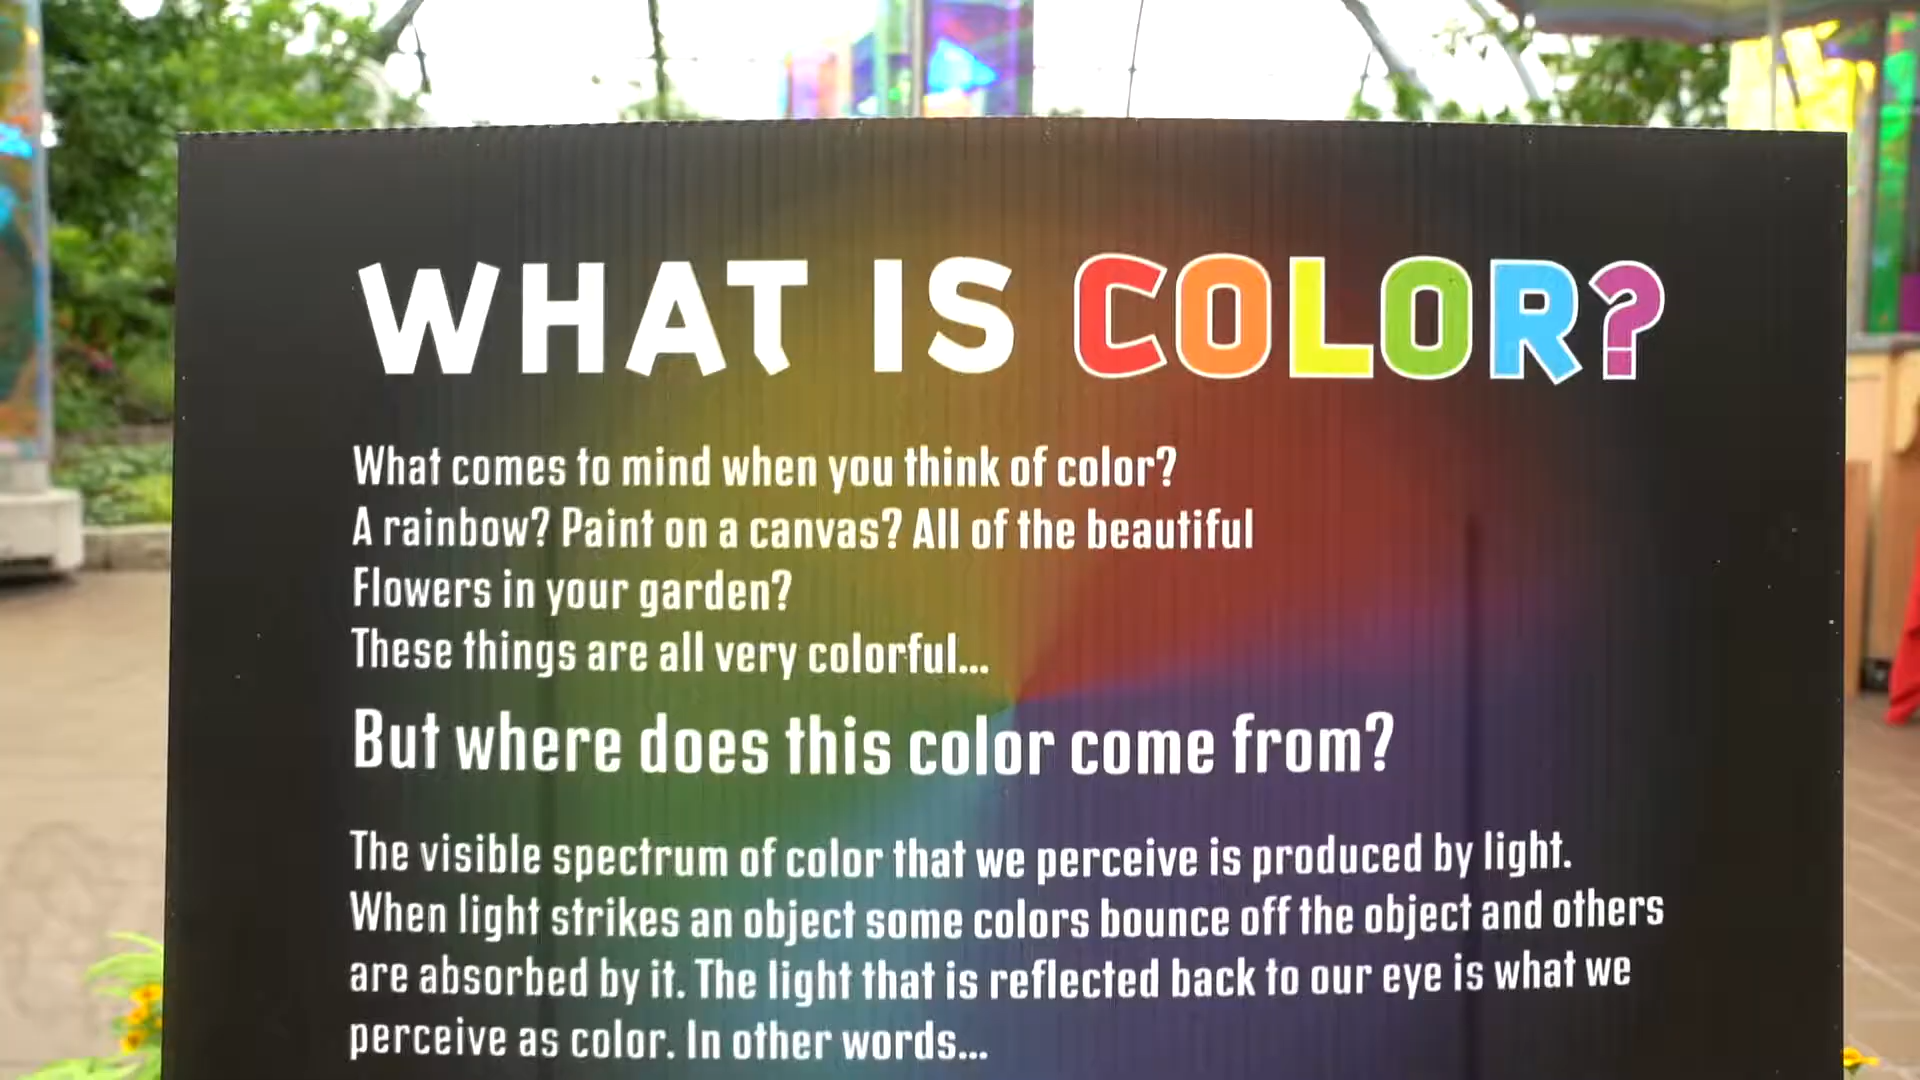 WHAT IS COLOR?
What comes to mind when you think of color?
A rainbow? Paint on a canvas? All of the beautiful
Flowers in your garden?
These things are all very colorful...
But where does this color come from?
The visible spectrum of color that we perceive is produced by light.
When light strikes an object some colors bounce off the object and others
are absorbed by it. The light that is reflected back to our eye is what we
perceive as color. In other words...